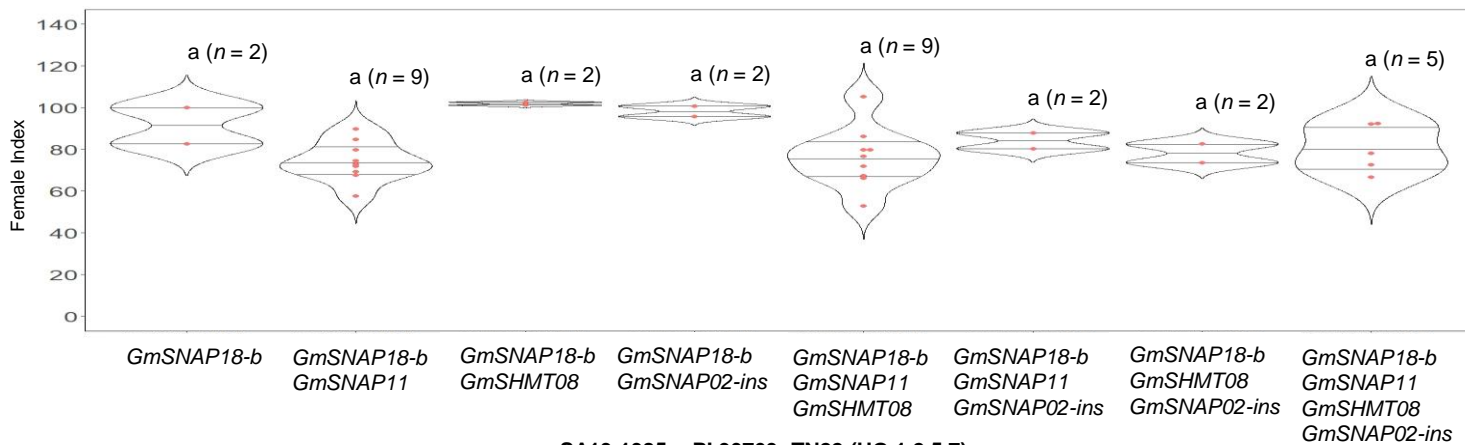 140
120
100
80
60
40
20
0
Female Index
a (n = 2)
a (n = 9)
a (n = 2)
a (n = 2)
a (n = 9)
a (n = 2)
a (n = 2)
a (n = 5)
GmSNAP18-b
GmSNAP18-b
GmSNAP11
GmSNAP18-b
GmSHMT08
GmSNAP18-b
GmSNAP02-ins
GmSNAP18-b
GmSNAP11
GmSHMT08
GmSNAP18-b
GmSNAP11
GmSNAP02-ins
GmSNAP18-b
GmSHMT08
GmSNAP02-ins
GmSNAP18-b
GmSNAP11
GmSHMT08
GmSNAP02-ins